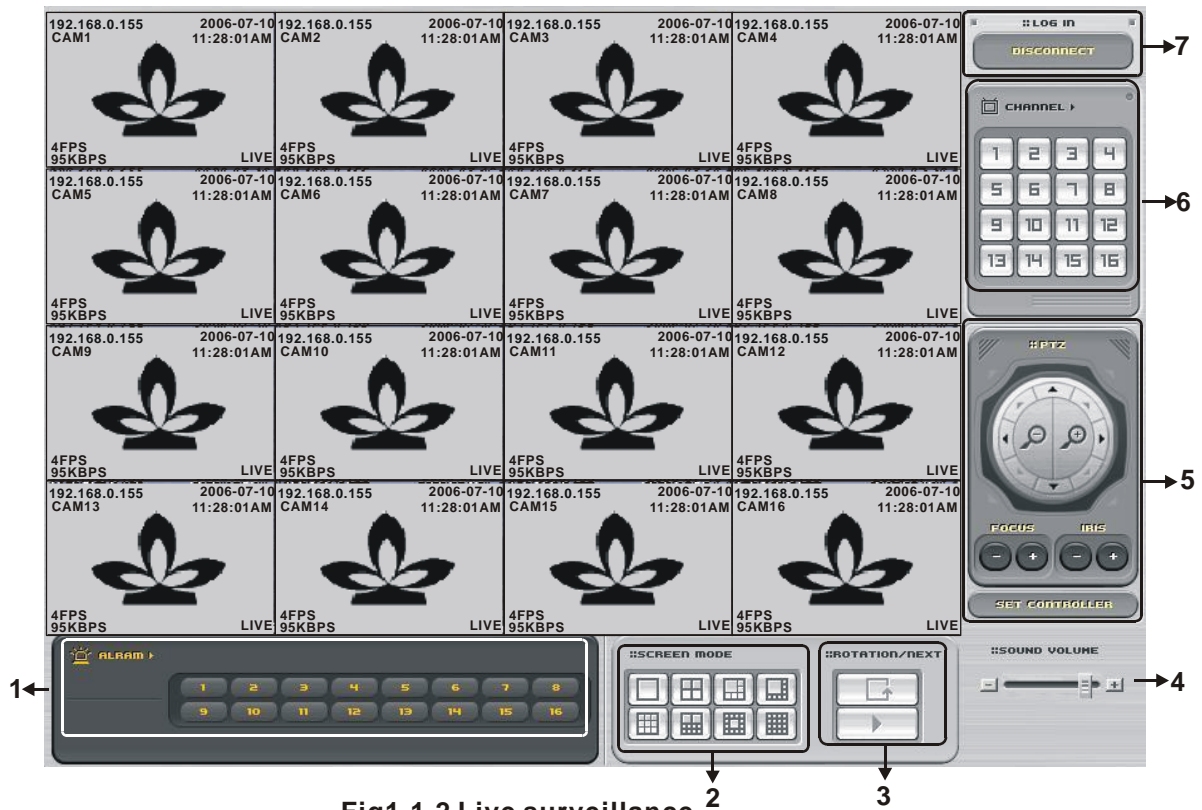 192.168.0.155 2006-07-10
CAM1 11:28:01AM
4FPS
95KBPS LIVE
192.168.0.155 2006-07-10
CAM2 11:28:01AM
4FPS
95KBPS LIVE
192.168.0.155 2006-07-10
CAM3 11:28:01AM
4FPS
95KBPS LIVE
192.168.0.155 2006-07-10
CAM4 11:28:01AM
4FPS
95KBPS LIVE
192.168.0.155 2006-07-10
CAM5 11:28:01AM
4FPS
95KBPS LIVE
192.168.0.155 2006-07-10
CAM6 11:28:01AM
4FPS
95KBPS LIVE
192.168.0.155 2006-07-10
CAM7 11:28:01AM
4FPS
95KBPS LIVE
192.168.0.155 2006-07-10
CAM8 11:28:01AM
4FPS
95KBPS LIVE
192.168.0.155 2006-07-10
CAM9 11:28:01AM
4FPS
95KBPS LIVE
192.168.0.155 2006-07-10
CAM10 11:28:01AM
4FPS
95KBPS LIVE
192.168.0.155 2006-07-10
CAM11 11:28:01AM
4FPS
95KBPS LIVE
192.168.0.155 2006-07-10
CAM12 11:28:01AM
4FPS
95KBPS LIVE
192.168.0.155 2006-07-10
CAM13 11:28:01AM
4FPS
95KBPS LIVE
192.168.0.155 2006-07-10
CAM14 11:28:01AM
4FPS
95KBPS LIVE
192.168.0.155 2006-07-10
CAM15 11:28:01AM
4FPS
95KBPS LIVE
192.168.0.155 2006-07-10
CAM16 11:28:01AM
4FPS
95KBPS LIVE
::LOG IN
DISCONNECT
7
CHANNEL
1 2 3 4
5 6 7 8
9 10 11 12
13 14 15 16
6
::PTZ
FOCUS IRIS
- + - +
SET CONTROLLER
5
::SOUND VOLUME
- +
4
ALRAM
1 2 3 4 5 6 7 8
9 10 11 12 13 14 15 16
1
::SCREEN MODE
2
::ROTATION/NEXT
3
Fig1-1-2 Live surveillance